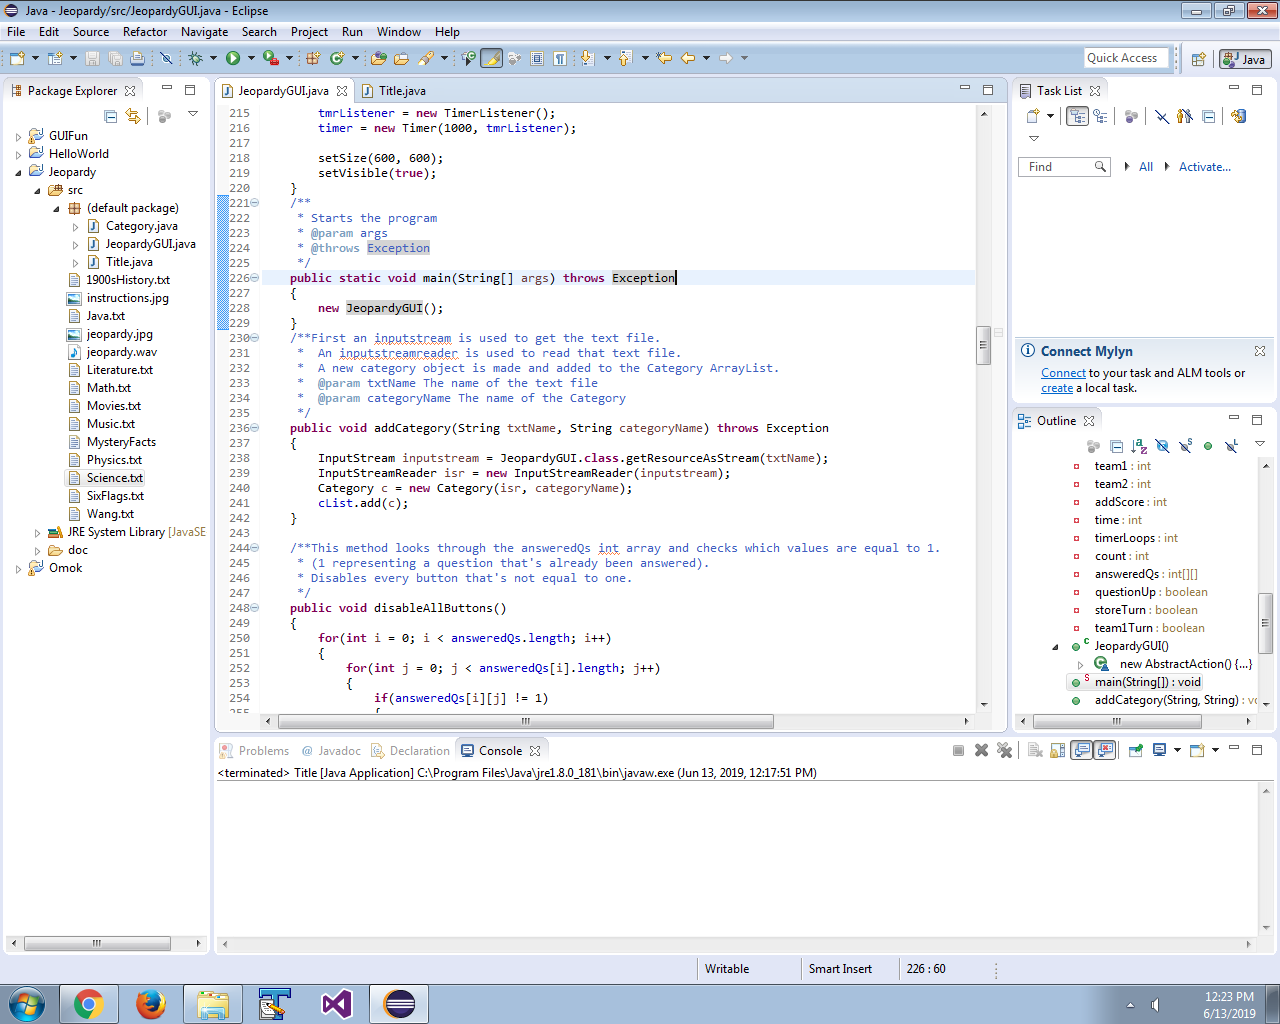 Java - Jeopardy/src/JeopardyGUI.java - Eclipse
File Edit Source Refactor Navigate Search Project Run Window Help
Quick Access
Java
Package Explorer
GUIFun
HelloWorld
Jeopardy
src
(default package)
Category.java
JeopardyGUI.java
Title.java
1900sHistory.txt
instructions.jpg
Java.txt
jeopardy.jpg
jeopardy.wav
Literature.txt
Math.txt
Movies.txt
Music.txt
MysteryFacts
Physics.txt
Science.txt
SixFlags.txt
Wang.txt
JRE System Library [JavaSE
doc
Omok
JeopardyGUI.java Title.java
215 tmrListener = new TimerListener();
216 timer = new Timer(1000, tmrListener);
217
218 setSize(600, 600);
219 setVisible(true);
220 }
221 /**
222 * Starts the program
223 * @param args
224 * @throws Exception
225 */
226 public static void main(String[] args) throws Exception
227 {
228 new JeopardyGUI();
229 }
230 /**First an inputstream is used to get the text file.
231 * An inputstreamreader is used to read that text file.
232 * A new category object is made and added to the Category ArrayList.
233 * @param txtName The name of the text file
234 * @param categoryName The name of the Category
235 */
236 public void addCategory(String txtName, String categoryName) throws Exception
237 {
238 InputStream inputstream = JeopardyGUI.class.getResourceAsStream(txtName);
239 InputStreamReader isr = new InputStreamReader(inputstream);
240 Category c = new Category(isr, categoryName);
241 cList.add(c);
242 }
243
244 /**This method looks through the answeredQs int array and checks which values are equal to 1.
245 * (1 representing a question that's already been answered).
246 * Disables every button that's not equal to one.
247 */
248 public void disableAllButtons()
249 {
250 for(int i = 0; i < answeredQs.length; i++)
251 {
252 for(int j = 0; j < answeredQs[i].length; j++)
253 {
254 if(answeredQs[i][j] != 1)
255 {
Task List
Find All Activate...
Connect Mylyn
Connect to your task and ALM tools or
create a local task.
Outline
team1 : int
team2 : int
addScore : int
time : int
timerLoops : int
count : int
answeredQs : int[][]
questionUp : boolean
storeTurn : boolean
team1Turn : boolean
JeopardyGUI()
new AbstractAction() {...}
main(String[]) : void
addCategory(String, String) : vo
Problems @ Javadoc Declaration Console
<terminated> Title [Java Application] C:\Program Files\Java\jre1.8.0_181\bin\javaw.exe (Jun 13, 2019, 12:17:51 PM)
Writable Smart Insert 226 : 60
12:23 PM
6/13/2019